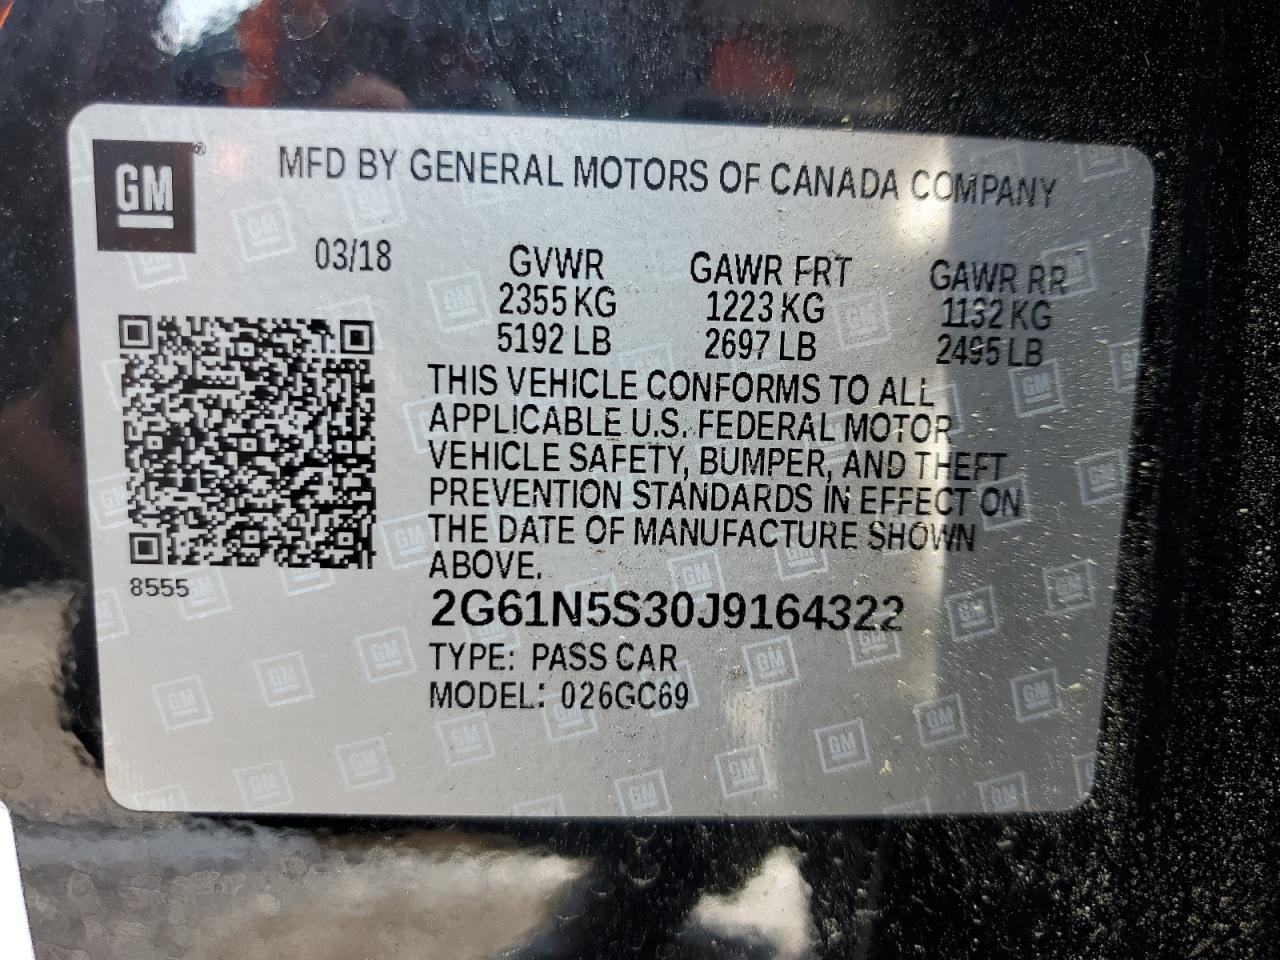 GM
MFD BY GENERAL MOTORS OF CANADA COMPANY
03/18
GVWR GAWR FRT GAWR RR
2355 KG 1223 KG 1132 KG
5192 LB 2697 LB 2495 LB
THIS VEHICLE CONFORMS TO ALL
APPLICABLE U.S. FEDERAL MOTOR
VEHICLE SAFETY, BUMPER, AND THEFT
PREVENTION STANDARDS IN EFFECT ON
THE DATE OF MANUFACTURE SHOWN
ABOVE.
8555
2G61N5S30J9164322
TYPE: PASS CAR
MODEL: 026GC69